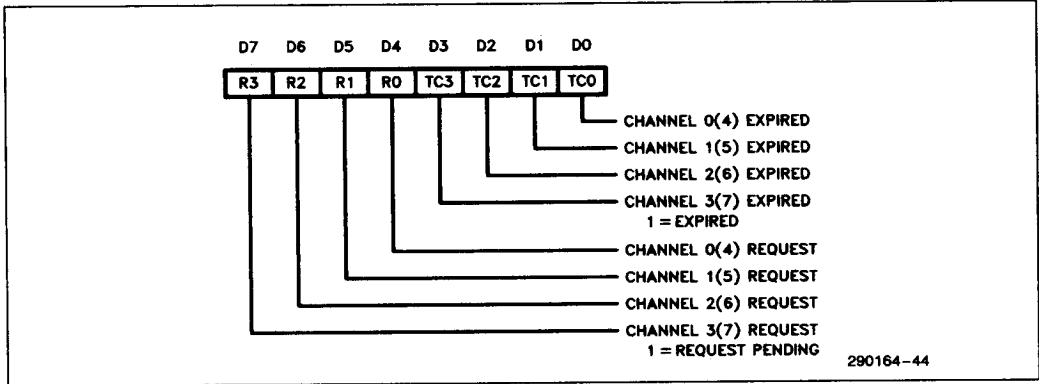 D7 D6 D5 D4 D3 D2 D1 D0
R3 R2 R1 R0 TC3 TC2 TC1 TC0
CHANNEL 0(4) EXPIRED
CHANNEL 1(5) EXPIRED
CHANNEL 2(6) EXPIRED
CHANNEL 3(7) EXPIRED
1 = EXPIRED
CHANNEL 0(4) REQUEST
CHANNEL 1(5) REQUEST
CHANNEL 2(6) REQUEST
CHANNEL 3(7) REQUEST
1 = REQUEST PENDING
290164-44